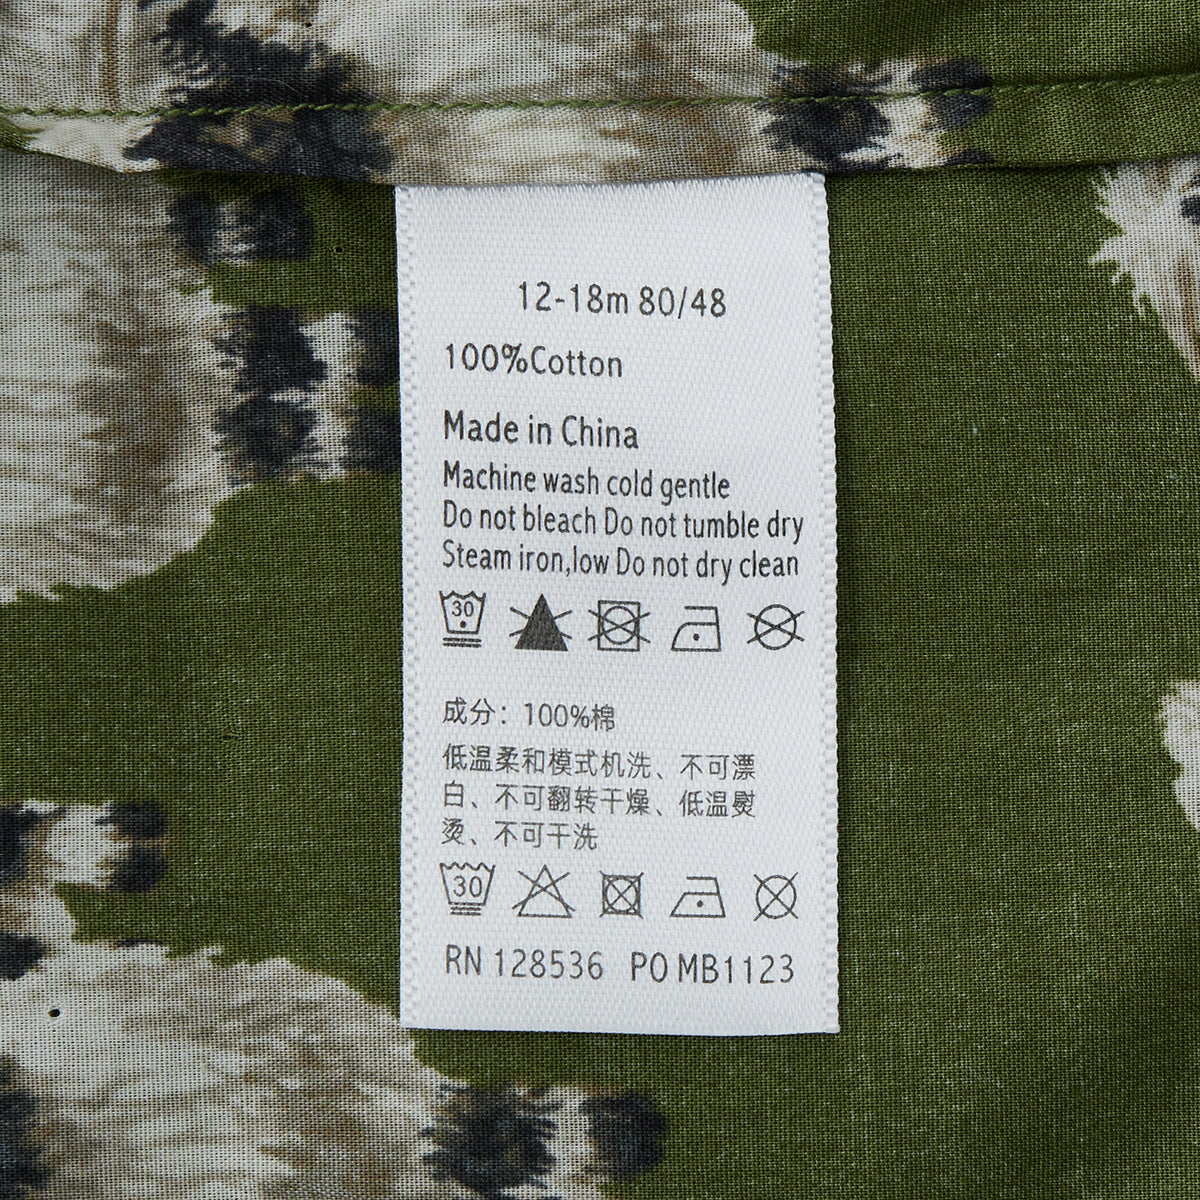 12-18m 80/48
100%Cotton
Made in China
Machine wash cold gentle
Do not bleach Do not tumble dry
Steam iron,low Do not dry clean
30
成分：100%棉
低温柔和模式机洗、不可漂
白、不可翻转干燥、低温熨
烫、不可干洗
30
RN 128536 PO MB1123